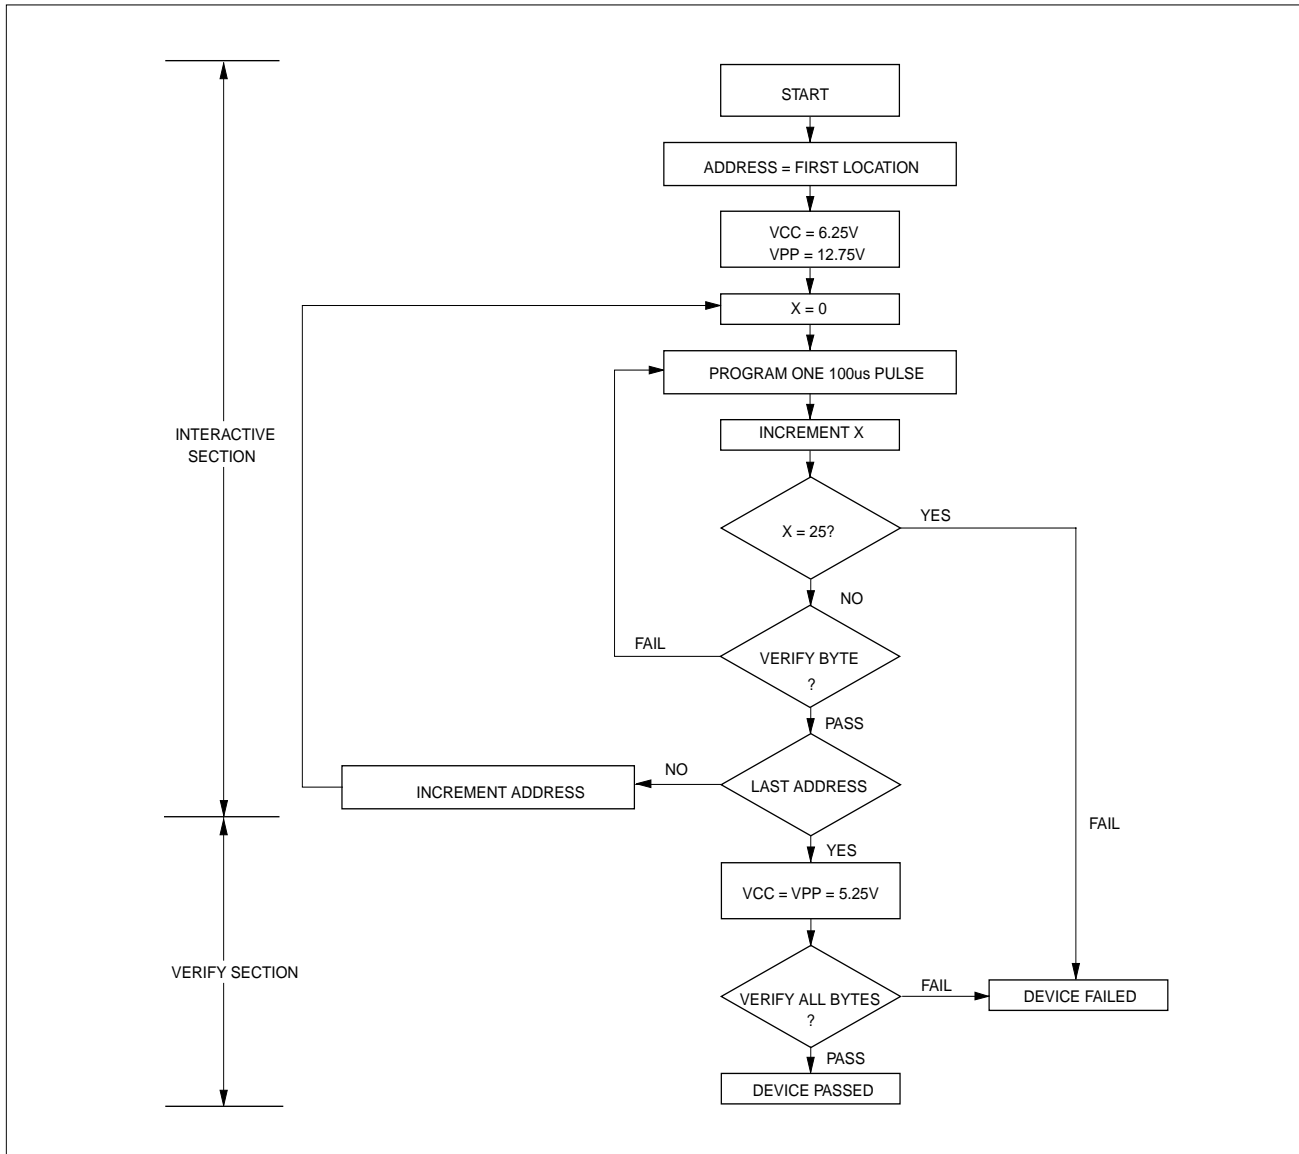 START
ADDRESS = FIRST LOCATION
VCC = 6.25V
VPP = 12.75V
X = 0
PROGRAM ONE 100us PULSE
INTERACTIVE
SECTION
INCREMENT X
X = 25?
YES
NO
FAIL
VERIFY BYTE
?
PASS
NO
LAST ADDRESS
INCREMENT ADDRESS
FAIL
YES
VCC = VPP = 5.25V
VERIFY SECTION
VERIFY ALL BYTES
?
FAIL
DEVICE FAILED
PASS
DEVICE PASSED